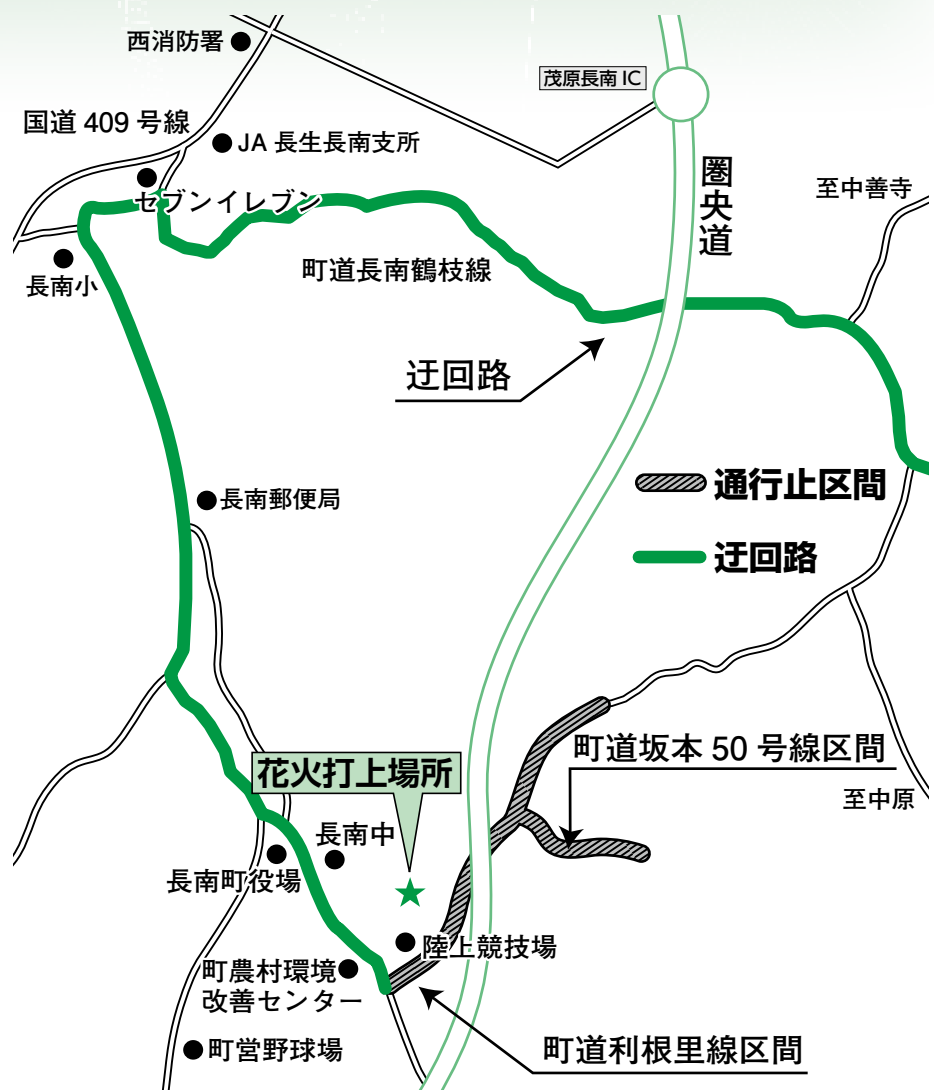 西消防署
茂原長南 IC
国道 409 号線
JA 長生長南支所
圏央道
至中善寺
セブンイレブン
長南小
町道長南鶴枝線
迂回路
通行止区間
長南郵便局
迂回路
町道坂本 50 号線区間
花火打上場所
至中原
長南中
長南町役場
陸上競技場
町農村環境
改善センター
町営野球場
町道利根里線区間